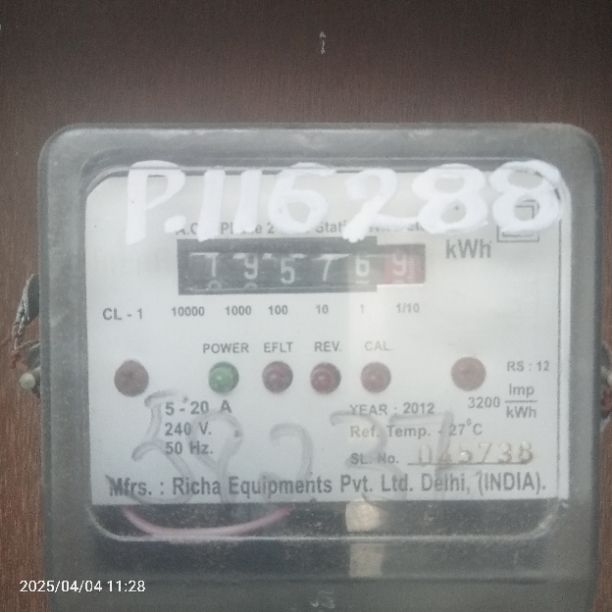 P.116288
kWh
7 9 5 7 6 9
CL - 1 10000 1000 100 10 1 1/10
POWER EFLT REV. CAL.
RS : 12
5 - 20 A YEAR : 2012 3200 Imp/kWh
240 V. Ref. Temp. - 27°C
50 Hz. SL. No. 045738
Mfrs. : Richa Equipments Pvt. Ltd. Delhi, (INDIA).
2025/04/04 11:28